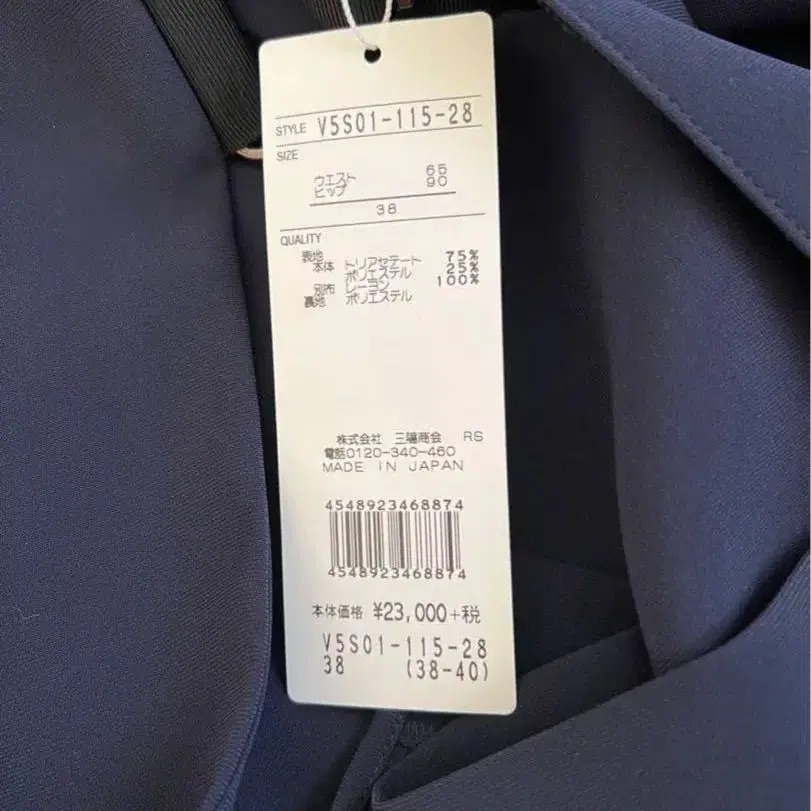 STYLE V5S01-115-28
SIZE
ウエスト 65
ヒップ 90
38
QUALITY
表地
本体 トリアセテート 75%
ポリエステル 25%
別布 レーヨン 100%
裏地 ポリエステル
株式会社 三陽商会 RS
電話0120-340-460
MADE IN JAPAN
4548923468874
4548923468874
本体価格 ¥23,000+税
V5S01-115-28
38 (38-40)